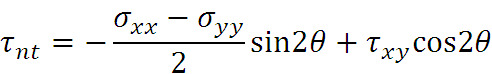 τ_nt = −(σ_xx − σ_yy)/2 sin2θ + τ_xy cos2θ